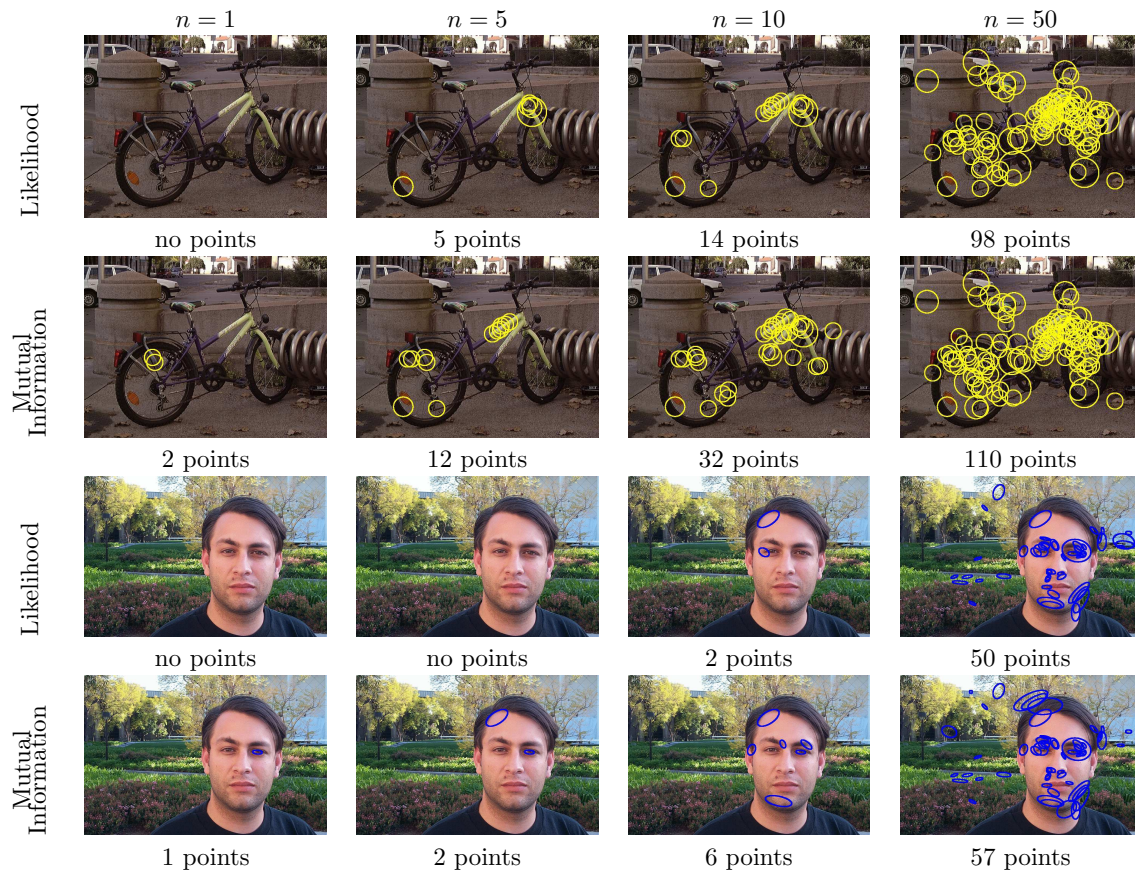 n = 1 n = 5 n = 10 n = 50
Likelihood
no points 5 points 14 points 98 points
Mutual
Information
2 points 12 points 32 points 110 points
Likelihood
no points no points 2 points 50 points
Mutual
Information
1 points 2 points 6 points 57 points